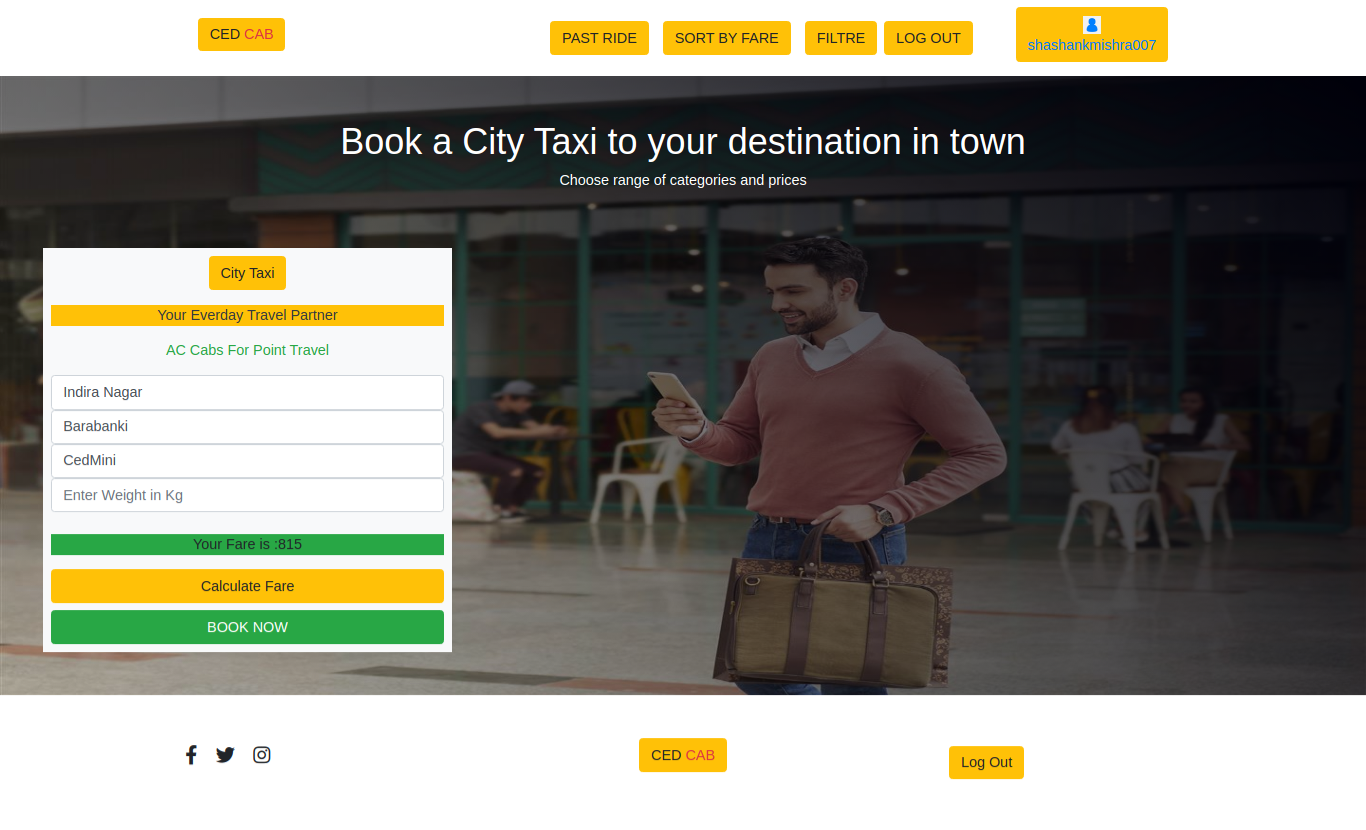 CED CAB
PAST RIDE
SORT BY FARE
FILTRE
LOG OUT
shashankmishra007
Book a City Taxi to your destination in town
Choose range of categories and prices
City Taxi
Your Everday Travel Partner
AC Cabs For Point Travel
Indira Nagar
Barabanki
CedMini
Enter Weight in Kg
Your Fare is :815
Calculate Fare
BOOK NOW
CED CAB
Log Out